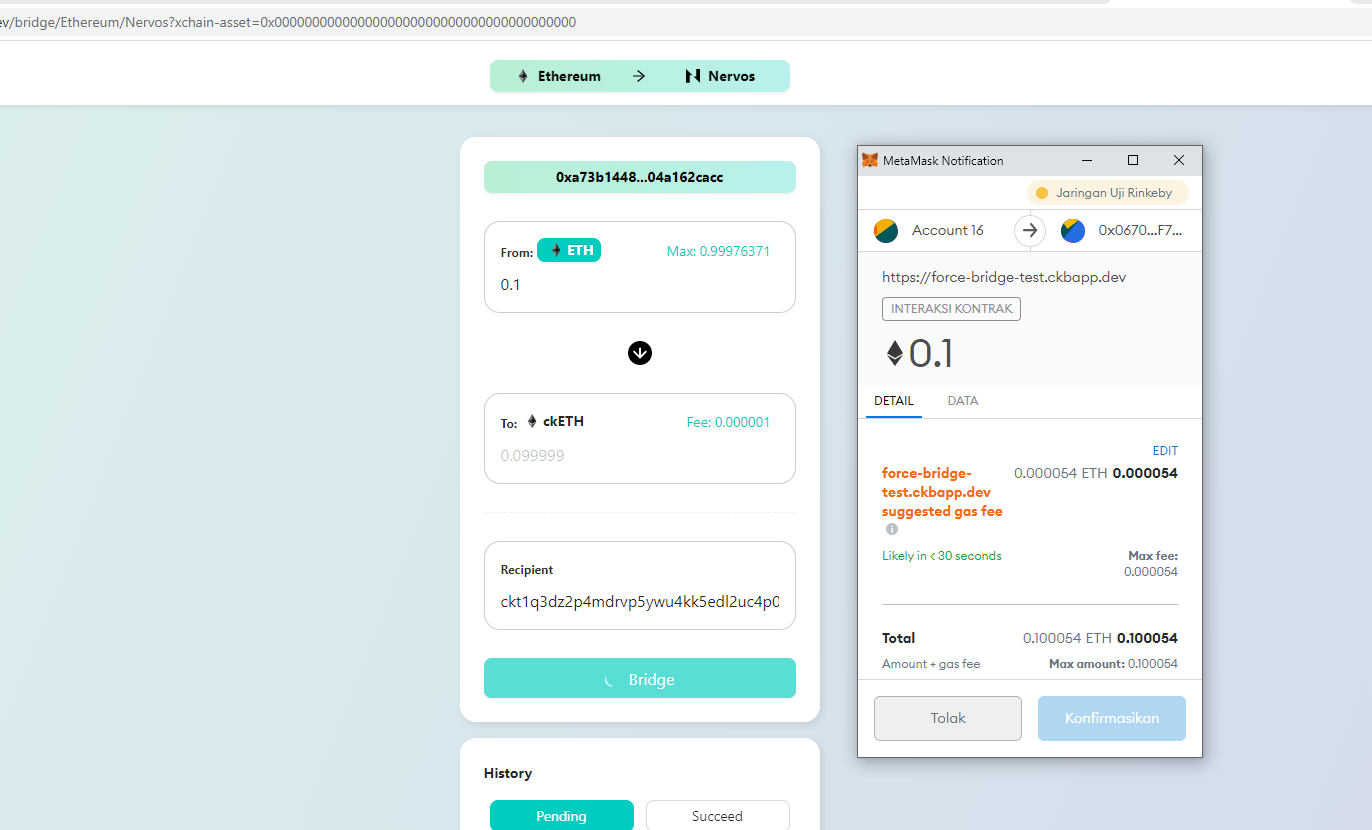 ev/bridge/Ethereum/Nervos?xchain-asset=0x0000000000000000000000000000000000000000
Ethereum → Nervos
0xa73b1448...04a162cacc
From: ETH Max: 0.99976371
0.1
To: ckETH Fee: 0.000001
0.099999
Recipient
ckt1q3dz2p4mdrvp5ywu4kk5edl2uc4p0
Bridge
History
Pending Succeed
MetaMask Notification
Jaringan Uji Rinkeby
Account 16 → 0x0670...F7...
https://force-bridge-test.ckbapp.dev
INTERAKSI KONTRAK
0.1
DETAIL DATA
EDIT
force-bridge- 0.000054 ETH 0.000054
test.ckbapp.dev
suggested gas fee
Likely in < 30 seconds Max fee:
0.000054
Total 0.100054 ETH 0.100054
Amount + gas fee Max amount: 0.100054
Tolak Konfirmasikan